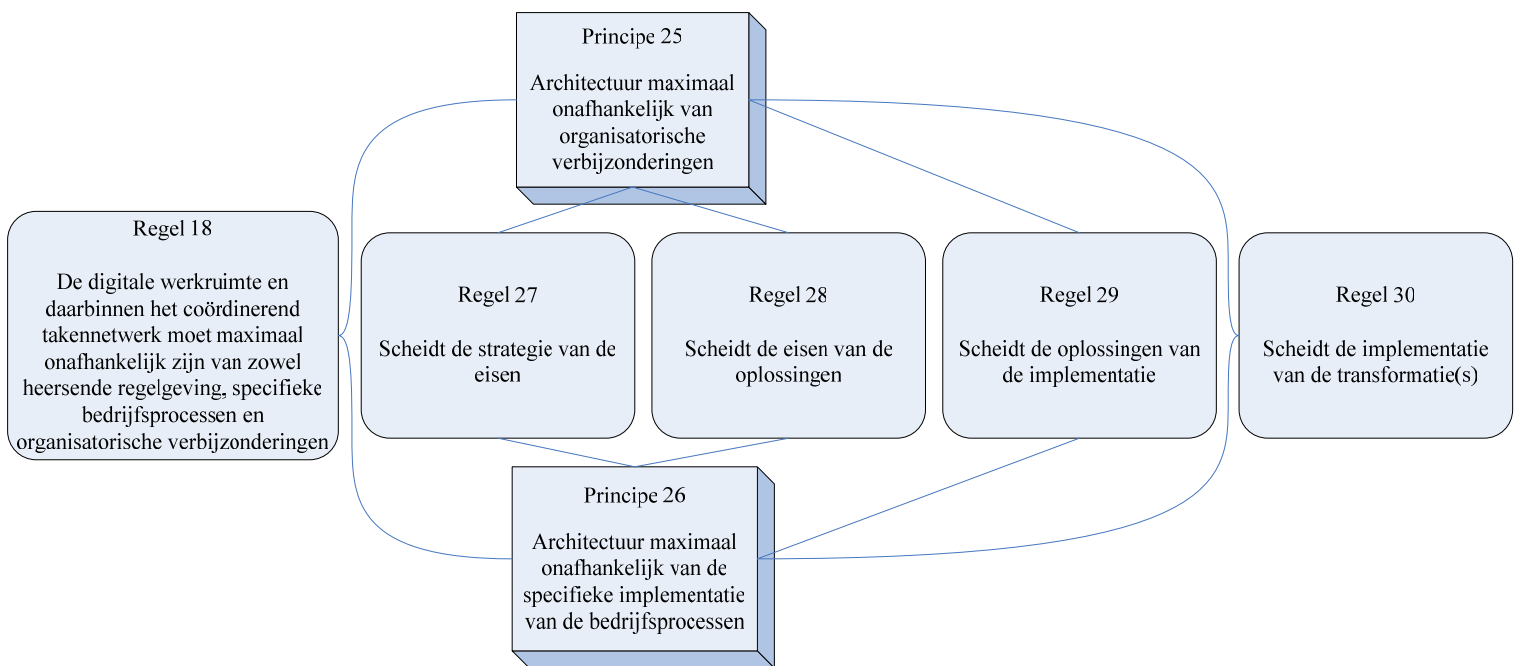 Principe 25
Architectuur maximaal
onafhankelijk van
organisatorische
verbijzonderingen
Regel 18
De digitale werkruimte en
daarbinnen het coördinerend
takennetwerk moet maximaal
onafhankelijk zijn van zowel
heersende regelgeving, specifieke
bedrijfsprocessen en
organisatorische verbijzonderingen
Regel 27
Scheidt de strategie van de
eisen
Regel 28
Scheidt de eisen van de
oplossingen
Regel 29
Scheidt de oplossingen van
de implementatie
Regel 30
Scheidt de implementatie
van de transformatie(s)
Principe 26
Architectuur maximaal
onafhankelijk van de
specifieke implementatie
van de bedrijfsprocessen